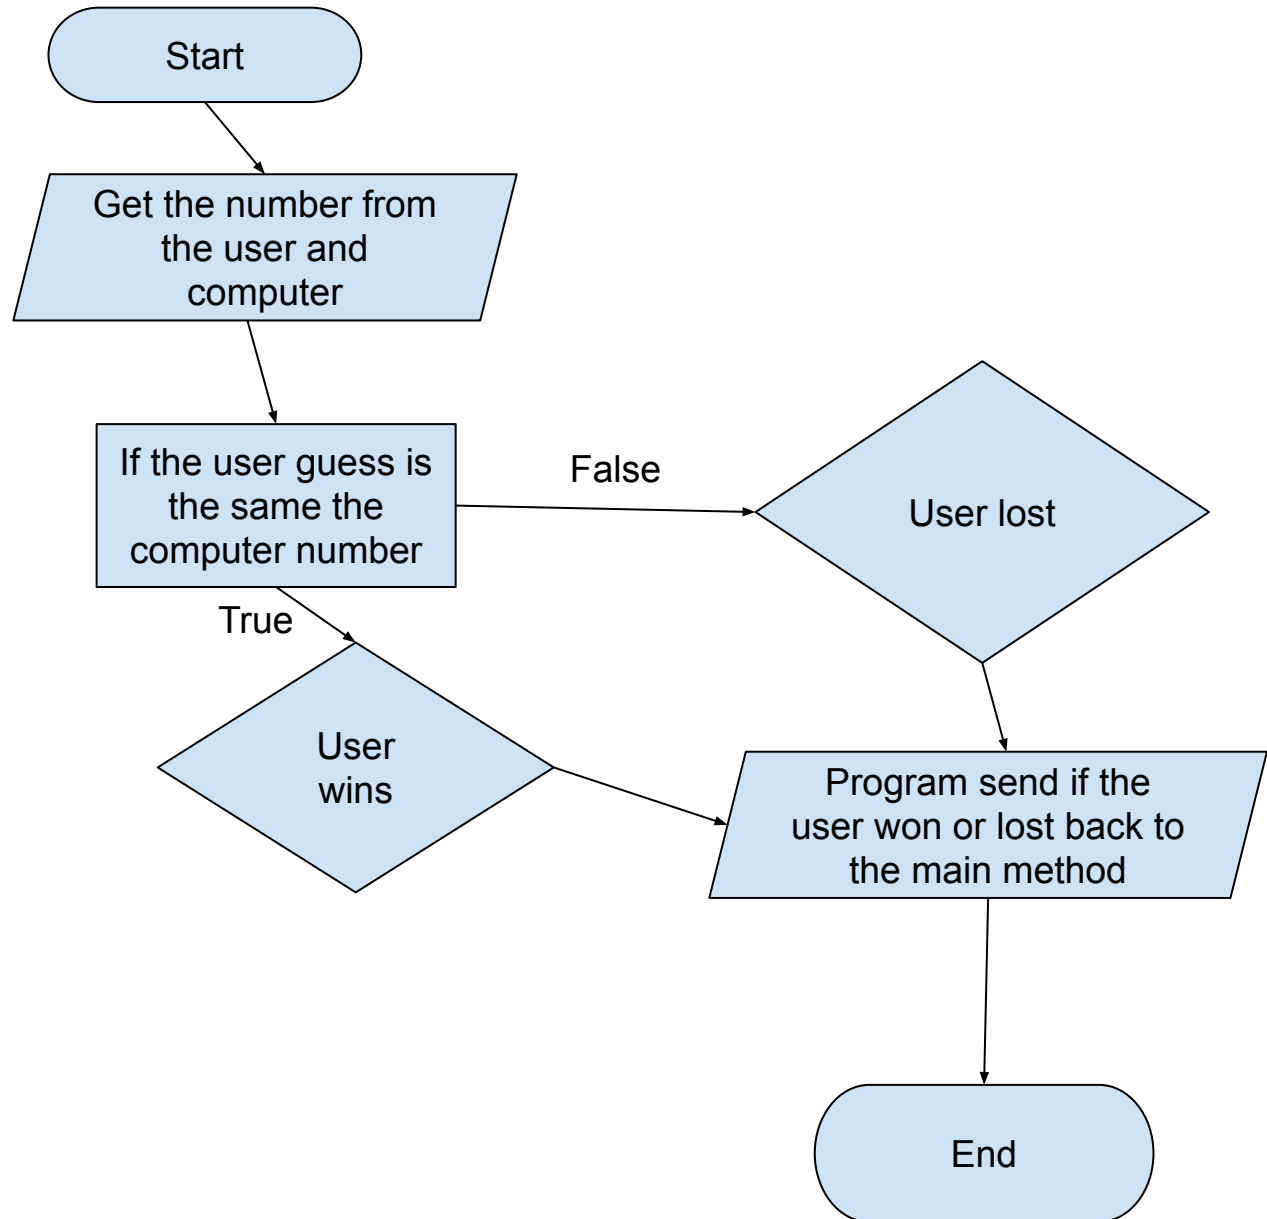 Start
Get the number from
the user and
computer
If the user guess is
the same the
computer number
False
User lost
True
User
wins
Program send if the
user won or lost back to
the main method
End